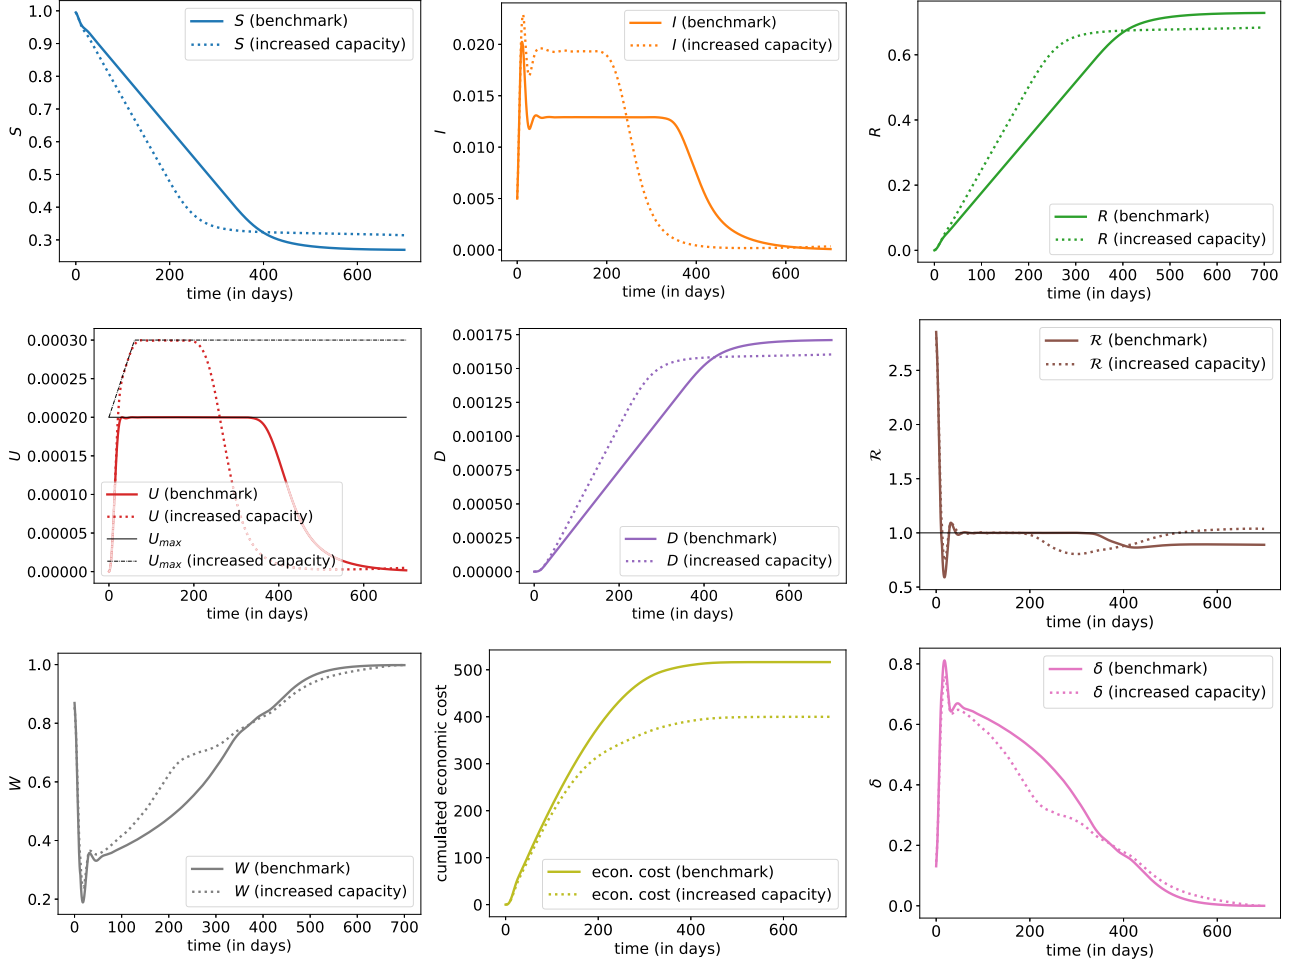 S (benchmark)
S (increased capacity)
1.0
0.9
0.8
0.7
0.6
0.5
0.4
0.3
S
0 200 400 600
time (in days)
I (benchmark)
I (increased capacity)
0.020
0.015
0.010
0.005
0.000
I
0 200 400 600
time (in days)
R (benchmark)
R (increased capacity)
0.6
0.4
0.2
0.0
R
0 100 200 300 400 500 600 700
time (in days)
0.00030
0.00025
0.00020
0.00015
0.00010
0.00005
0.00000
U
U (benchmark)
U (increased capacity)
Umax
Umax (increased capacity)
0 200 400 600
time (in days)
0.00175
0.00150
0.00125
0.00100
0.00075
0.00050
0.00025
0.00000
D
D (benchmark)
D (increased capacity)
0 200 400 600
time (in days)
ℛ (benchmark)
ℛ (increased capacity)
2.5
2.0
1.5
1.0
0.5
ℛ
0 200 400 600
time (in days)
1.0
0.8
0.6
0.4
0.2
W
W (benchmark)
W (increased capacity)
0 100 200 300 400 500 600 700
time (in days)
500
400
300
200
100
0
cumulated economic cost
econ. cost (benchmark)
econ. cost (increased capacity)
0 200 400 600
time (in days)
δ (benchmark)
δ (increased capacity)
0.8
0.6
0.4
0.2
0.0
δ
0 200 400 600
time (in days)